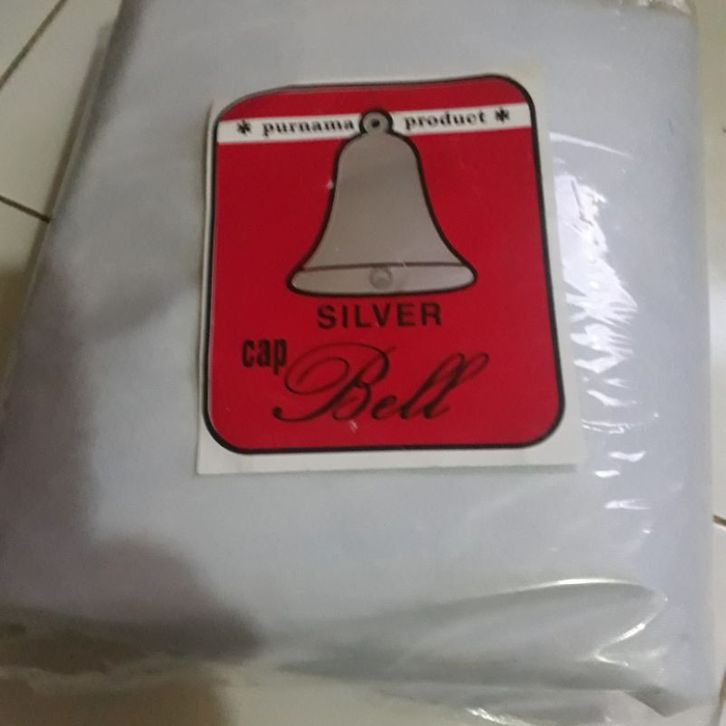 * purnama product *
SILVER
cap
Bell